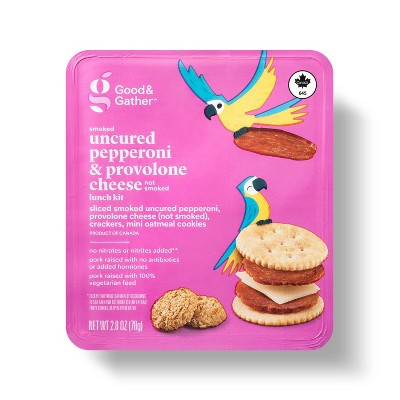 Good&
Gather™
smoked
uncured
pepperoni
& provolone
cheese not smoked
lunch kit
sliced smoked uncured pepperoni,
provolone cheese (not smoked),
crackers, mini oatmeal cookies
PRODUCT OF CANADA
no nitrates or nitrites added**
pork raised with no antibiotics
or added hormones
pork raised with 100%
vegetarian feed
NET WT 2.8 OZ (79g)
645